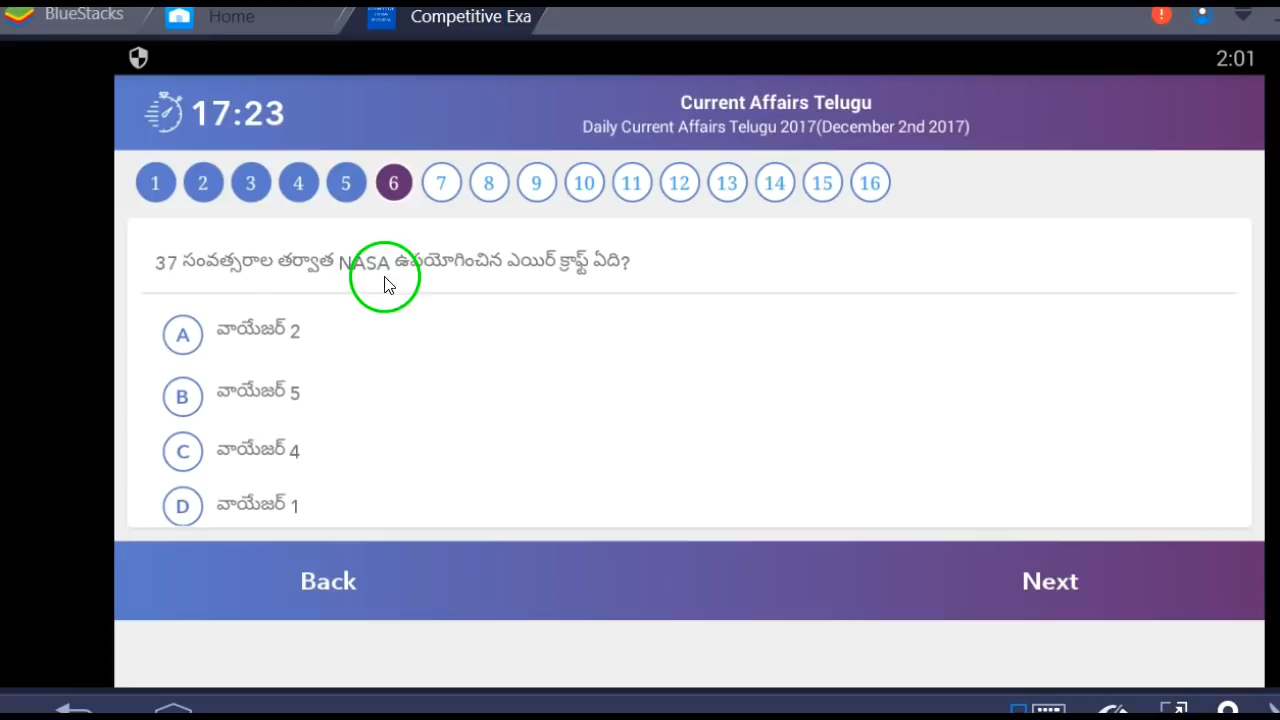 BlueStacks
Home
Competitive Exa
2:01
17:23
Current Affairs Telugu
Daily Current Affairs Telugu 2017(December 2nd 2017)
1 2 3 4 5 6 7 8 9 10 11 12 13 14 15 16
37 సంవత్సరాల తర్వాత NASA ఉపయోగించిన ఎయిర్ క్రాఫ్ట్ ఏది?
A వాయేజర్ 2
B వాయేజర్ 5
C వాయేజర్ 4
D వాయేజర్ 1
Back
Next